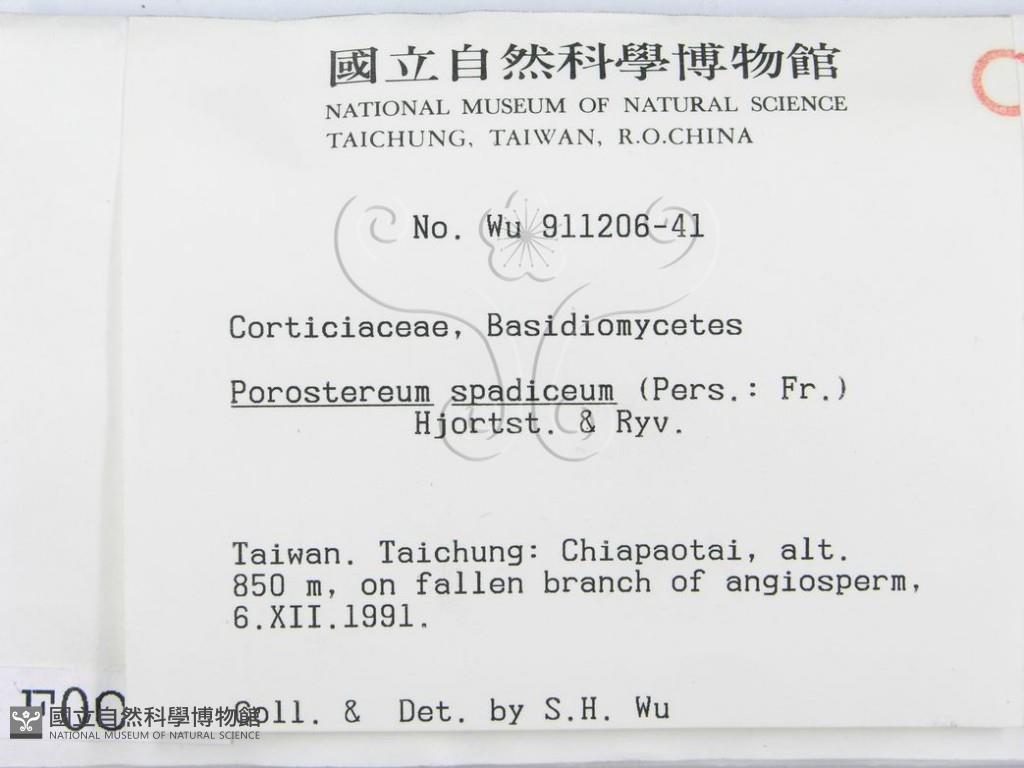 國立自然科學博物館
NATIONAL MUSEUM OF NATURAL SCIENCE
TAICHUNG, TAIWAN, R.O.CHINA
No. Wu 911206-41
Corticiaceae, Basidiomycetes
Porostereum spadiceum (Pers.: Fr.)
Hjortst. & Ryv.
Taiwan. Taichung: Chiapaotai, alt.
850 m, on fallen branch of angiosperm,
6.XII.1991.
Coll. & Det. by S.H. Wu
國立自然科學博物館
NATIONAL MUSEUM OF NATURAL SCIENCE